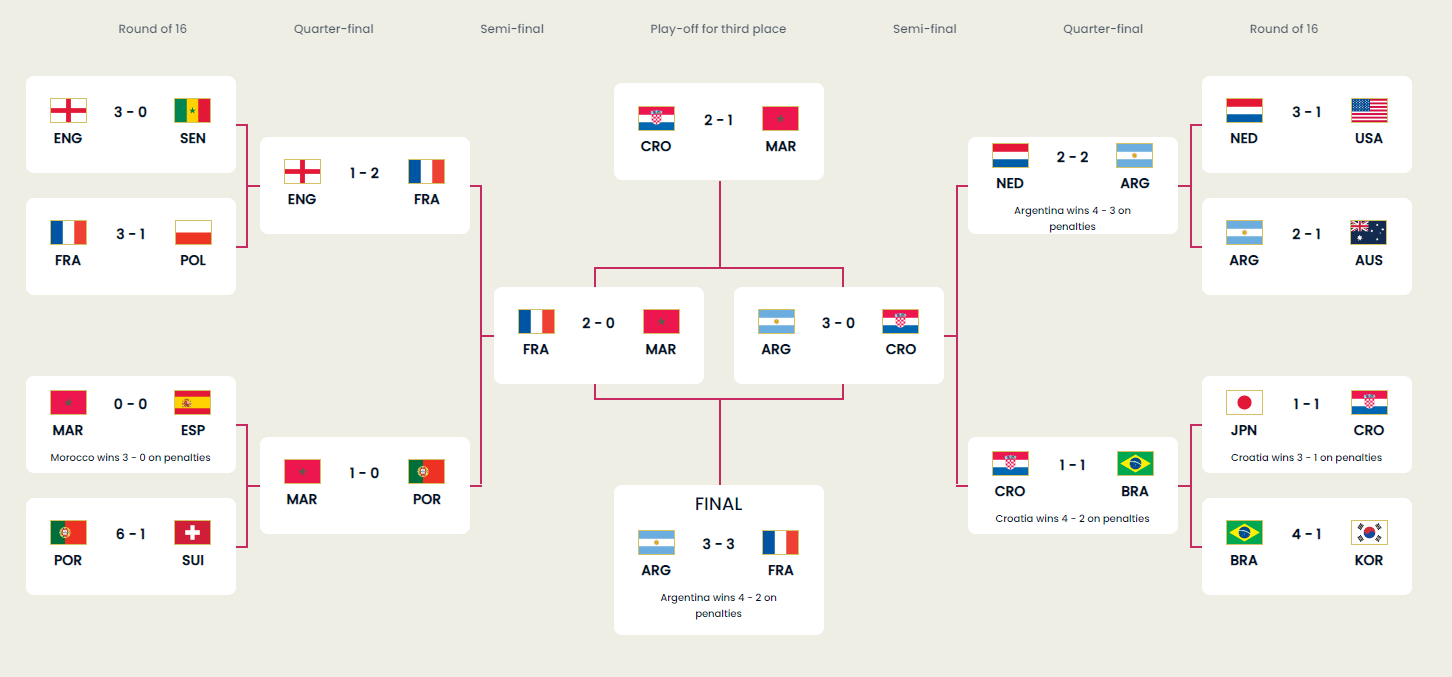 Round of 16
Quarter-final
Semi-final
Play-off for third place
Semi-final
Quarter-final
Round of 16
3 - 0
ENG
SEN
3 - 1
FRA
POL
0 - 0
MAR
ESP
Morocco wins 3 - 0 on penalties
6 - 1
POR
SUI
1 - 2
ENG
FRA
1 - 0
MAR
POR
2 - 0
FRA
MAR
2 - 1
CRO
MAR
FINAL
3 - 3
ARG
FRA
Argentina wins 4 - 2 on
penalties
3 - 0
ARG
CRO
2 - 2
NED
ARG
Argentina wins 4 - 3 on
penalties
1 - 1
CRO
BRA
Croatia wins 4 - 2 on penalties
3 - 1
NED
USA
2 - 1
ARG
AUS
1 - 1
JPN
CRO
Croatia wins 3 - 1 on penalties
4 - 1
BRA
KOR